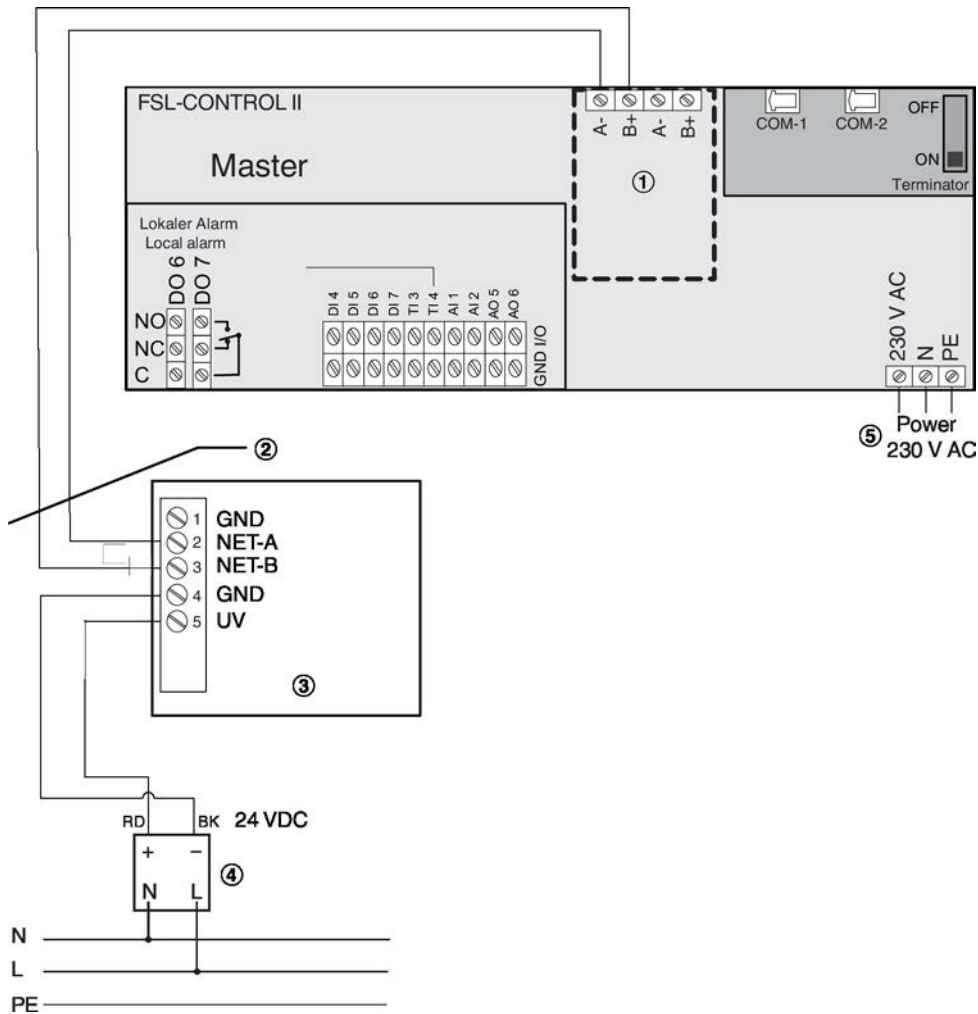 FSL-CONTROL II
Master
A- B+ A- B+
①
COM-1 COM-2
OFF
ON
Terminator
Lokaler Alarm
Local alarm
DO 6 DO 7
NO
NC
C
DI 4 DI 5 DI 6 DI 7 TI 3 TI 4 AI 1 AI 2 AO 5 AO 6
GND I/O
230 V AC N PE
⑤ Power
230 V AC
②
1 GND
2 NET-A
3 NET-B
4 GND
5 UV
③
RD BK 24 VDC
+ −
④
N L
N
L
PE